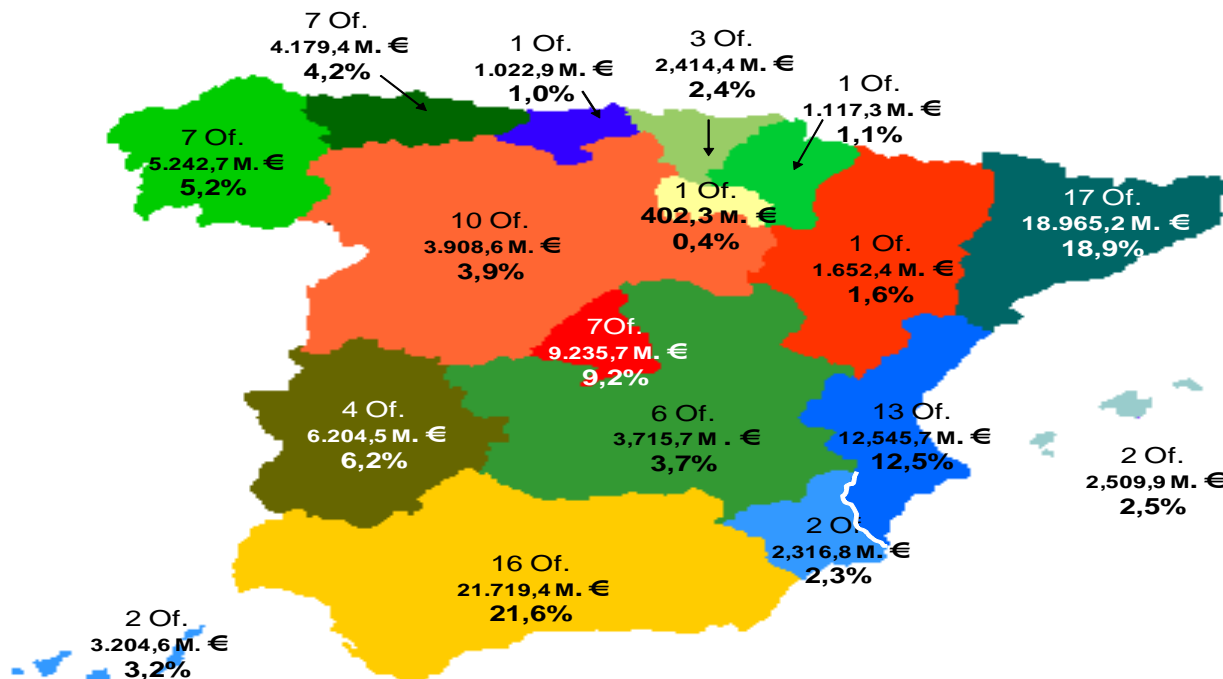 7 Of.
4.179,4 M. €
4,2%
1 Of.
1.022,9 M. €
1,0%
3 Of.
2,414,4 M. €
2,4%
1 Of.
1.117,3 M. €
1,1%
7 Of.
5.242,7 M. €
5,2%
10 Of.
3.908,6 M. €
3,9%
1 Of.
402,3 M. €
0,4%
1 Of.
1.652,4 M. €
1,6%
17 Of.
18.965,2 M. €
18,9%
7Of.
9.235,7 M. €
9,2%
4 Of.
6.204,5 M. €
6,2%
6 Of.
3,715,7 M. €
3,7%
13 Of.
12,545,7 M. €
12,5%
2 Of.
2,509,9 M. €
2,5%
2 Of.
2,316,8 M. €
2,3%
16 Of.
21.719,4 M. €
21,6%
2 Of.
3.204,6 M. €
3,2%